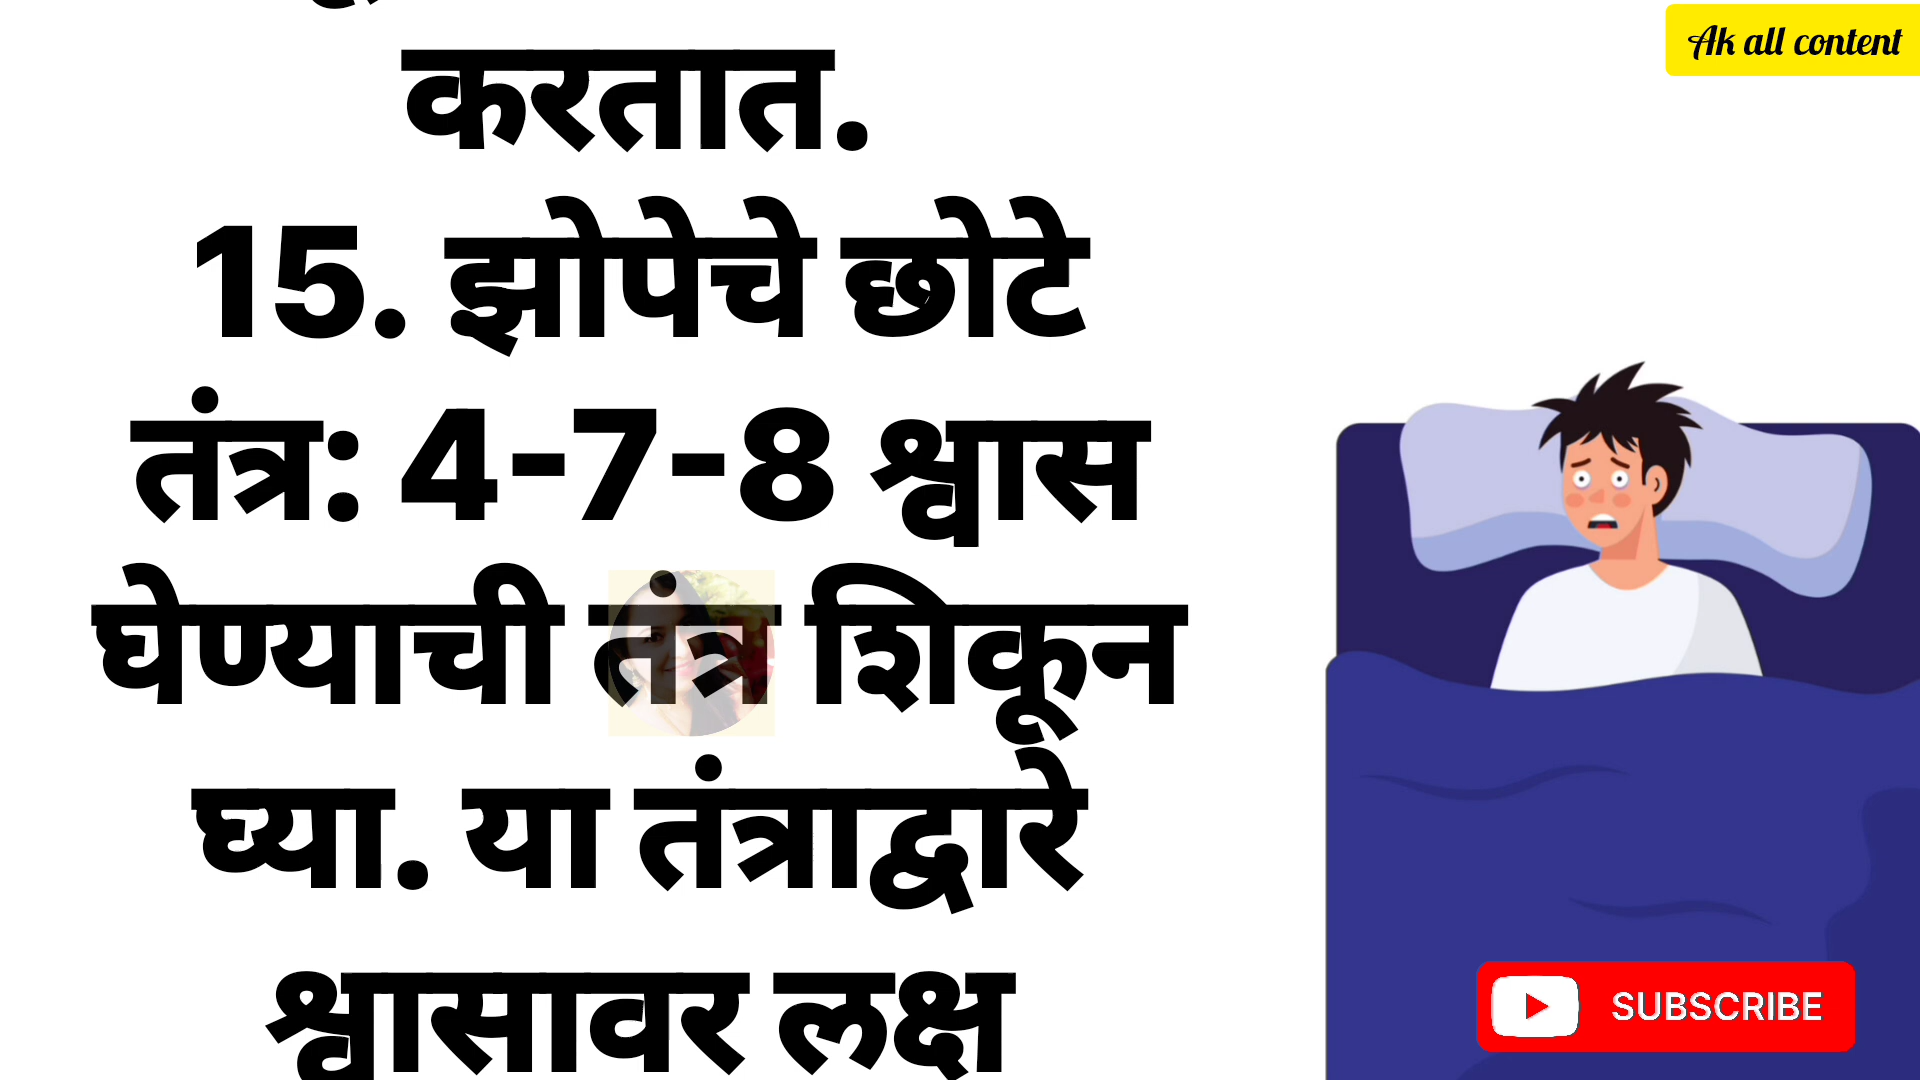 करतात.
15. झोपेचे छोटे
तंत्र: 4-7-8 श्वास
घेण्याची तंत्र शिकून
घ्या. या तंत्राद्वारे
श्वासावर लक्ष
Ak all content
SUBSCRIBE